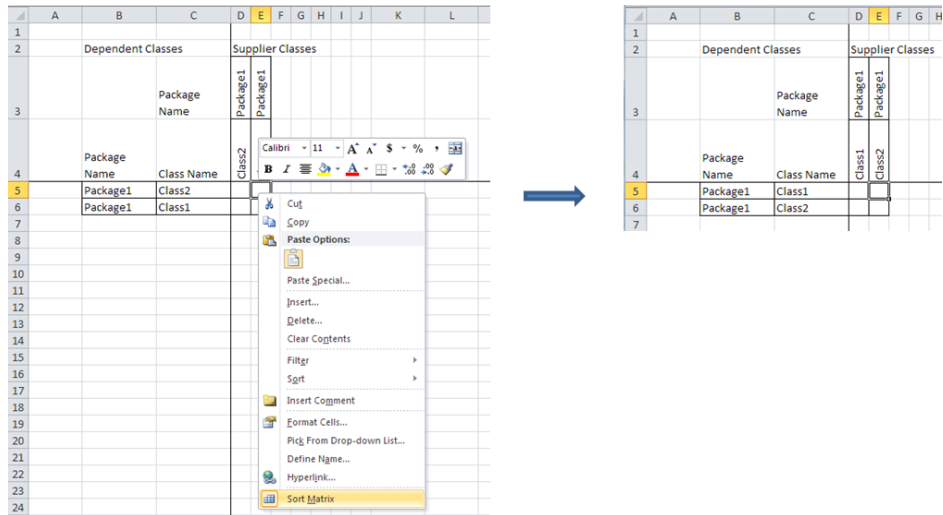 A B C D E F G H I J K L
1
2 Dependent Classes Supplier Classes
Package1 Package1
Package
3 Name
Class2
Package
4 Name Class Name
5 Package1 Class2
6 Package1 Class1
7
8
9
10
11
12
13
14
15
16
17
18
19
20
21
22
23
24
Calibri 11 A A $ % ,
B I A .00 .0
Cut
Copy
Paste Options:
Paste Special...
Insert...
Delete...
Clear Contents
Filter
Sort
Insert Comment
Format Cells...
Pick From Drop-down List...
Define Name...
Hyperlink...
Sort Matrix
A B C D E F G H
1
2 Dependent Classes Supplier Classes
Package1 Package1
Package
3 Name
Class1 Class2
Package
4 Name Class Name
5 Package1 Class1
6 Package1 Class2
7